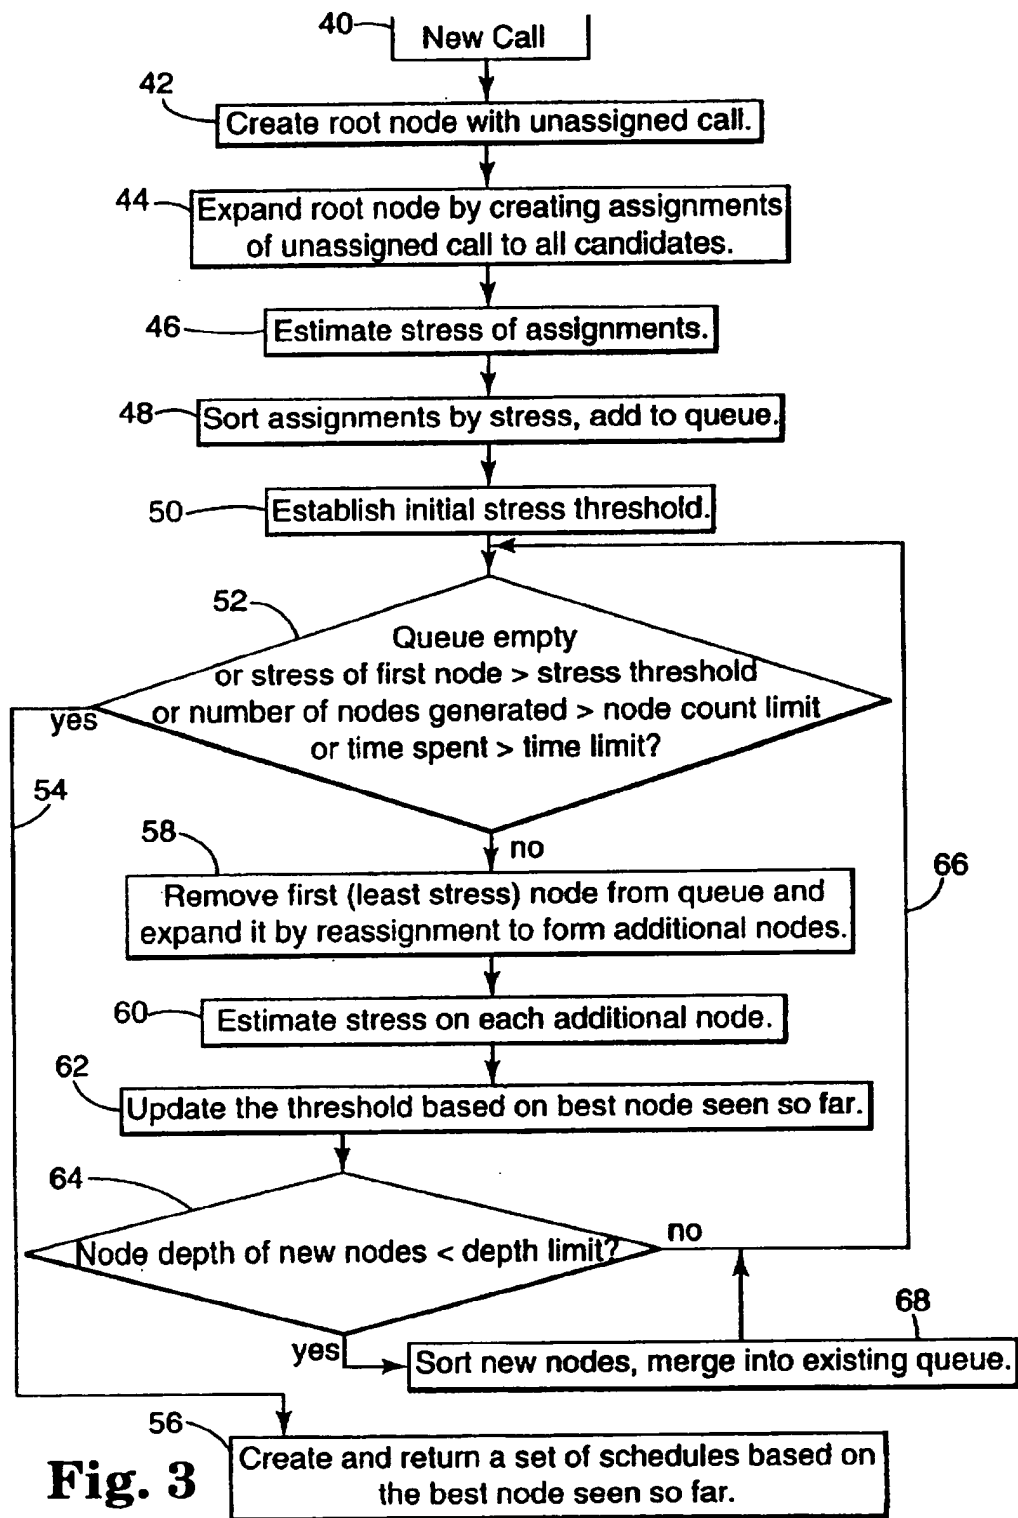 40
New Call
42
Create root node with unassigned call.
44
Expand root node by creating assignments
of unassigned call to all candidates.
46
Estimate stress of assignments.
48
Sort assignments by stress, add to queue.
50
Establish initial stress threshold.
52
Queue empty
or stress of first node > stress threshold
or number of nodes generated > node count limit
or time spent > time limit?
yes
54
58
no
66
Remove first (least stress) node from queue and
expand it by reassignment to form additional nodes.
60
Estimate stress on each additional node.
62
Update the threshold based on best node seen so far.
64
Node depth of new nodes < depth limit?
no
yes
68
Sort new nodes, merge into existing queue.
56
Create and return a set of schedules based on
the best node seen so far.
Fig. 3